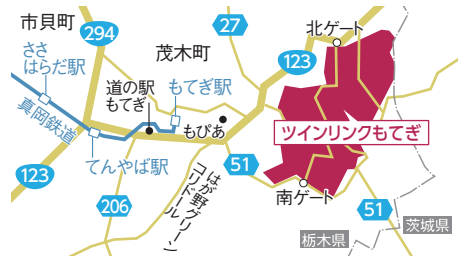 市貝町
294
27
北ゲート
ささ
はらだ駅
茂木町
123
道の駅
もてぎ
もてぎ駅
真岡鉄道
もぴあ
ツインリンクもてぎ
てんやば駅
51
123
はが野グリーン
コリドール
206
南ゲート
51
茨城県
栃木県